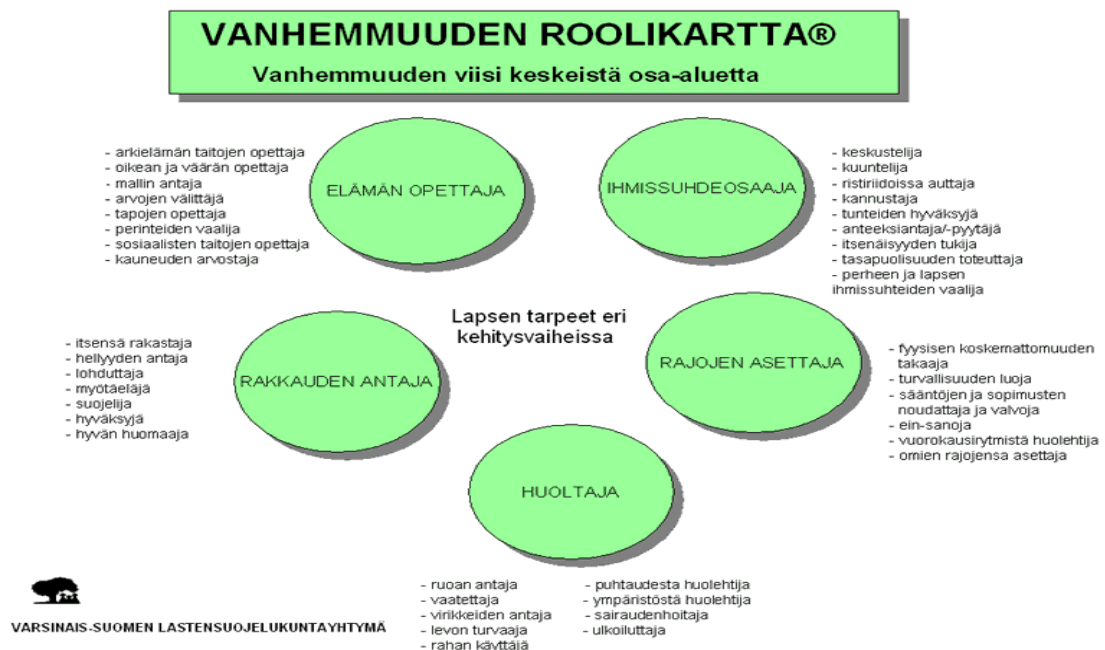 VANHEMMUUDEN ROOLIKARTTA®
Vanhemmuuden viisi keskeistä osa-aluetta
ELÄMÄN OPETTAJA
- arkielämän taitojen opettaja
- oikean ja väärän opettaja
- mallin antaja
- arvojen välittäjä
- tapojen opettaja
- perinteiden vaalija
- sosiaalisten taitojen opettaja
- kauneuden arvostaja
IHMISSUHDEOSAAJA
- keskustelija
- kuuntelija
- ristiriidoissa auttaja
- kannustaja
- tunteiden hyväksyjä
- anteeksiantaja/-pyytäjä
- itsenäisyyden tukija
- tasapuolisuuden toteuttaja
- perheen ja lapsen
ihmissuhteiden vaalija
Lapsen tarpeet eri
kehitysvaiheissa
RAKKAUDEN ANTAJA
- itsensä rakastaja
- hellyyden antaja
- lohduttaja
- myötäeläjä
- suojelija
- hyväksyjä
- hyvän huomaaja
RAJOJEN ASETTAJA
- fyysisen koskemattomuuden
takaaja
- turvallisuuden luoja
- sääntöjen ja sopimusten
noudattaja ja valvoja
- ein-sanoja
- vuorokausirytmistä huolehtija
- omien rajojensa asettaja
HUOLTAJA
- ruoan antaja
- vaatettaja
- virikkeiden antaja
- levon turvaaja
- rahan käyttäjä
- puhtaudesta huolehtija
- ympäristöstä huolehtija
- sairaudenhoitaja
- ulkoiluttaja
VARSINAIS-SUOMEN LASTENSUOJELUKUNTAYHTYMÄ